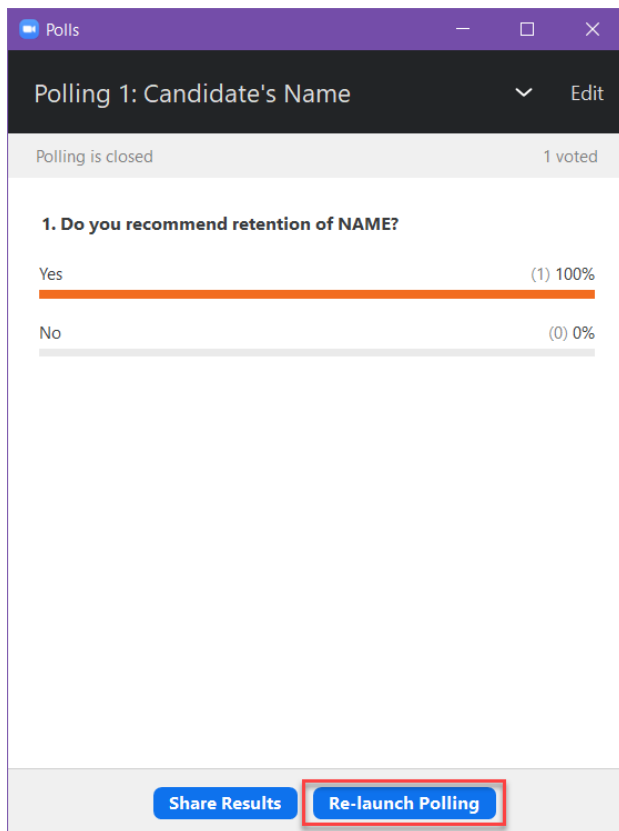 Polls
Polling 1: Candidate's Name Edit
Polling is closed 1 voted
1. Do you recommend retention of NAME?
Yes (1) 100%
No (0) 0%
Share Results Re-launch Polling